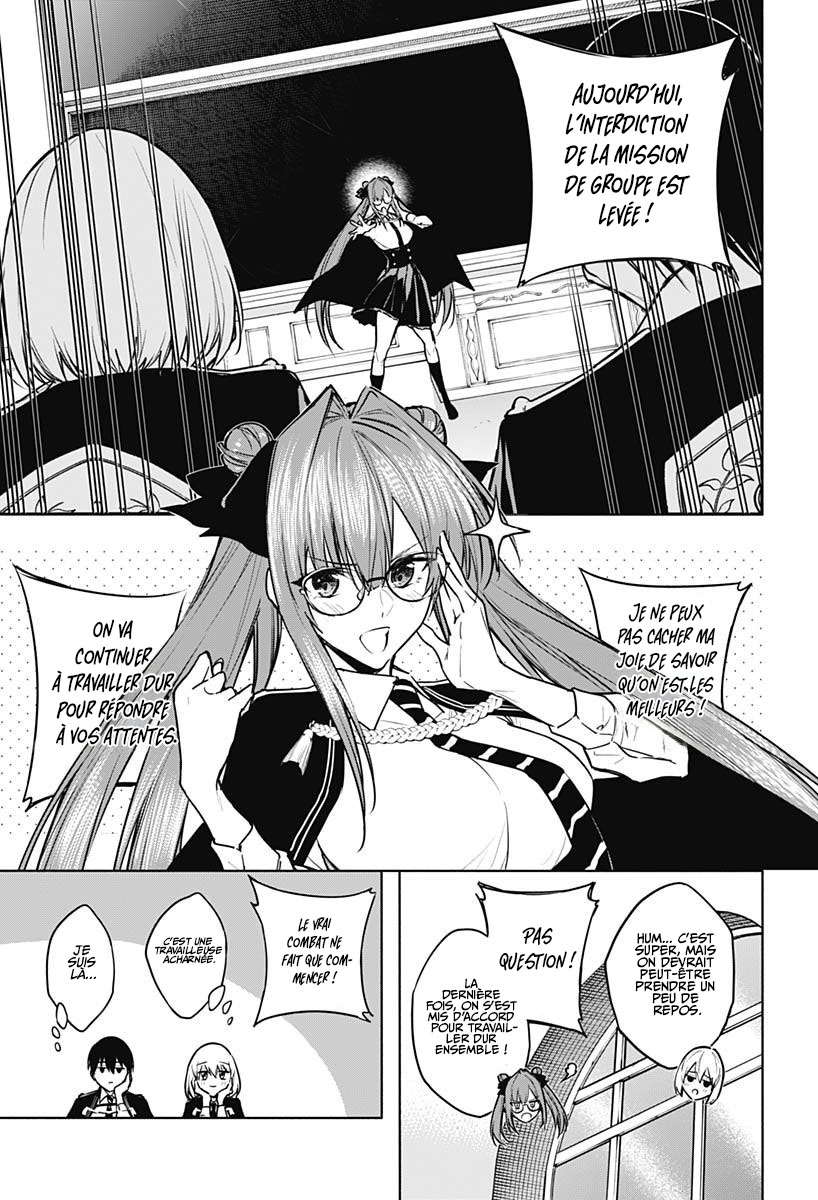 AUJOURD'HUI,
L'INTERDICTION
DE LA MISSION
DE GROUPE EST
LEVÉE !
JE NE PEUX
PAS CACHER MA
JOIE DE SAVOIR
QU'ON EST LES
MEILLEURS !
ON VA
CONTINUER
À TRAVAILLER DUR
POUR RÉPONDRE
À VOS ATTENTES.
HUM... C'EST
SUPER, MAIS
ON DEVRAIT
PEUT-ÊTRE
PRENDRE UN
PEU DE
REPOS.
PAS
QUESTION !
LA
DERNIÈRE
FOIS, ON S'EST
MIS D'ACCORD
POUR TRAVAIL-
LER DUR
ENSEMBLE !
LE VRAI
COMBAT NE
FAIT QUE COM-
MENCER !
C'EST UNE
TRAVAILLEUSE
ACHARNÉE.
JE
SUIS
LÀ...